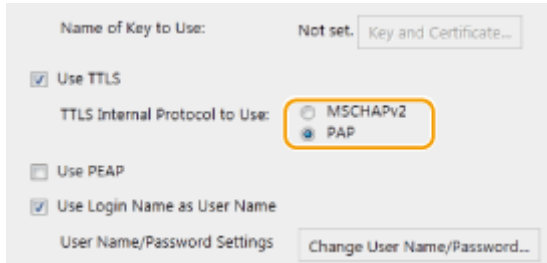 Name of Key to Use: Not set. Key and Certificate...
Use TTLS
TTLS Internal Protocol to Use: MSCHAPv2
PAP
Use PEAP
Use Login Name as User Name
User Name/Password Settings Change User Name/Password...